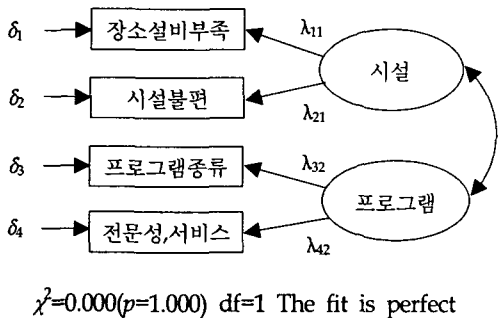 δ₁ 장소설비부족 λ₁₁
시설
δ₂ 시설불편 λ₂₁
δ₃ 프로그램종류 λ₃₂
프로그램
δ₄ 전문성,서비스 λ₄₂
χ²=0.000(p=1.000) df=1 The fit is perfect